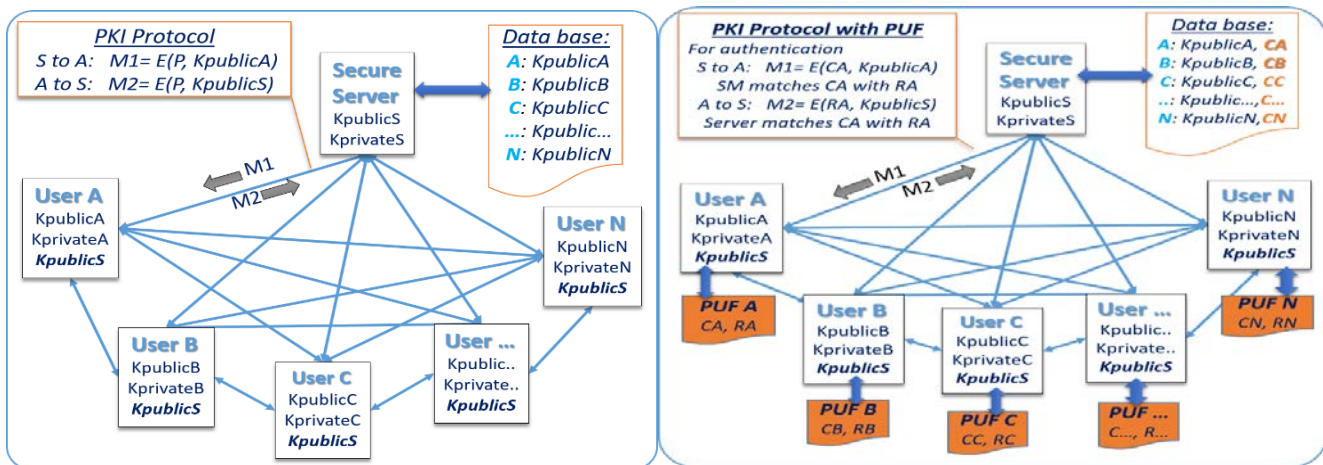 PKI Protocol
S to A: M1= E(P, KpublicA)
A to S: M2= E(P, KpublicS)
Secure
Server
KpublicS
KprivateS
Data base:
A: KpublicA
B: KpublicB
C: KpublicC
...: Kpublic...
N: KpublicN
M1
M2
User A
KpublicA
KprivateA
KpublicS
User N
KpublicN
KprivateN
KpublicS
User B
KpublicB
KprivateB
KpublicS
User C
KpublicC
KprivateC
KpublicS
User ...
Kpublic..
Kprivate..
KpublicS
PKI Protocol with PUF
For authentication
S to A: M1= E(CA, KpublicA)
SM matches CA with RA
A to S: M2= E(RA, KpublicS)
Server matches CA with RA
Secure
Server
KpublicS
KprivateS
Data base:
A: KpublicA, CA
B: KpublicB, CB
C: KpublicC, CC
..: Kpublic...,C...
N: KpublicN,CN
M1
M2
User A
KpublicA
KprivateA
KpublicS
PUF A
CA, RA
User N
KpublicN
KprivateN
KpublicS
PUF N
CN, RN
User B
KpublicB
KprivateB
KpublicS
PUF B
CB, RB
User C
KpublicC
KprivateC
KpublicS
PUF C
CC, RC
User ...
Kpublic..
Kprivate..
KpublicS
PUF ...
C..., R...